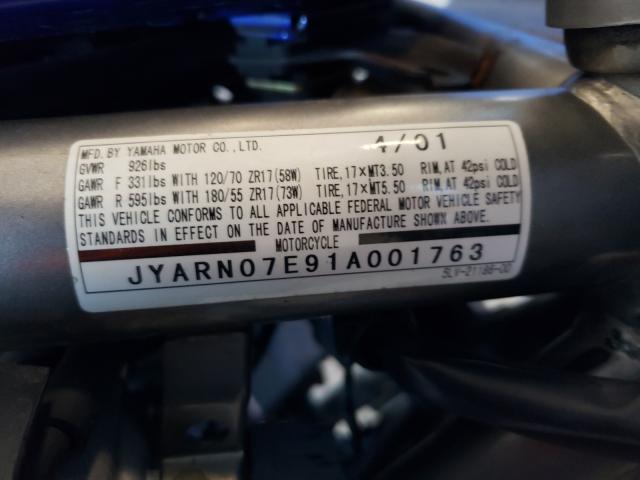 MFD. BY YAMAHA MOTOR CO., LTD. 4/01
GVWR 926lbs
GAWR F 331lbs WITH 120/70 ZR17(58W) TIRE, 17×MT3.50 RIM, AT 42psi COLD
GAWR R 595lbs WITH 180/55 ZR17(73W) TIRE, 17×MT5.50 RIM, AT 42psi COLD
THIS VEHICLE CONFORMS TO ALL APPLICABLE FEDERAL MOTOR VEHICLE SAFETY
STANDARDS IN EFFECT ON THE DATE OF MANUFACTURE SHOWN ABOVE.
MOTORCYCLE
JYARN07E91A001763
5LV-21186-00